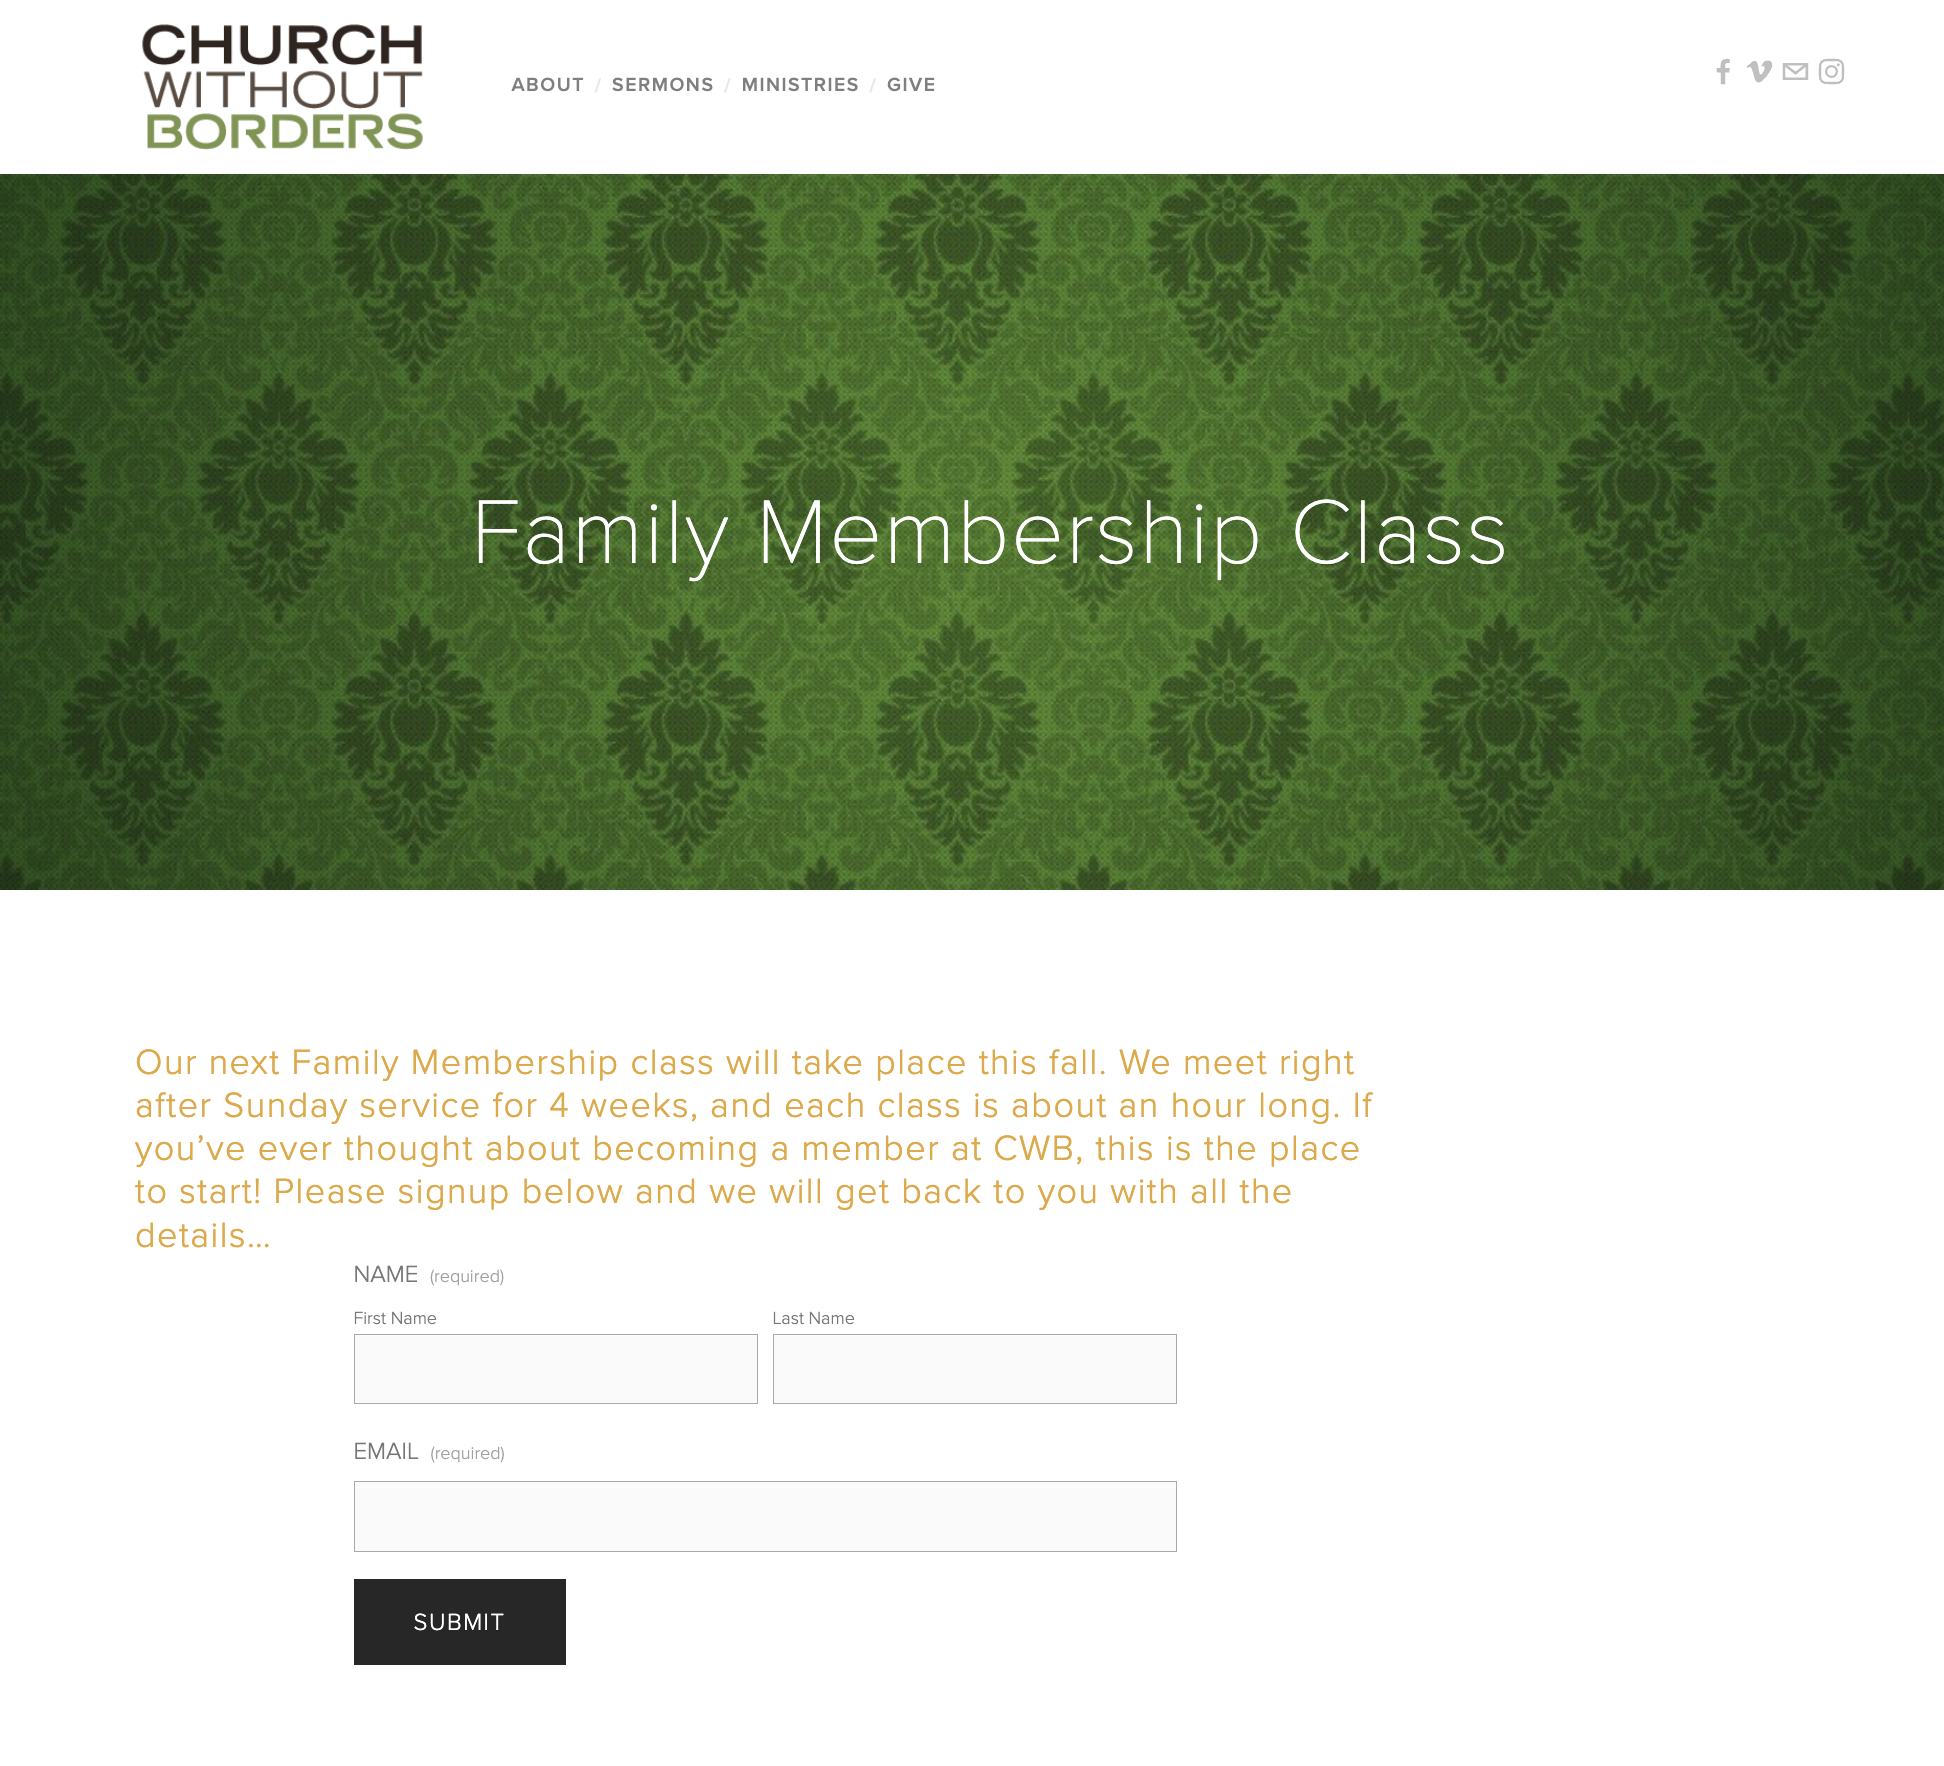 CHURCH
WITHOUT
BORDERS
ABOUT / SERMONS / MINISTRIES / GIVE
Family Membership Class
Our next Family Membership class will take place this fall. We meet right
after Sunday service for 4 weeks, and each class is about an hour long. If
you’ve ever thought about becoming a member at CWB, this is the place
to start! Please signup below and we will get back to you with all the
details...
NAME (required)
First Name Last Name
EMAIL (required)
SUBMIT